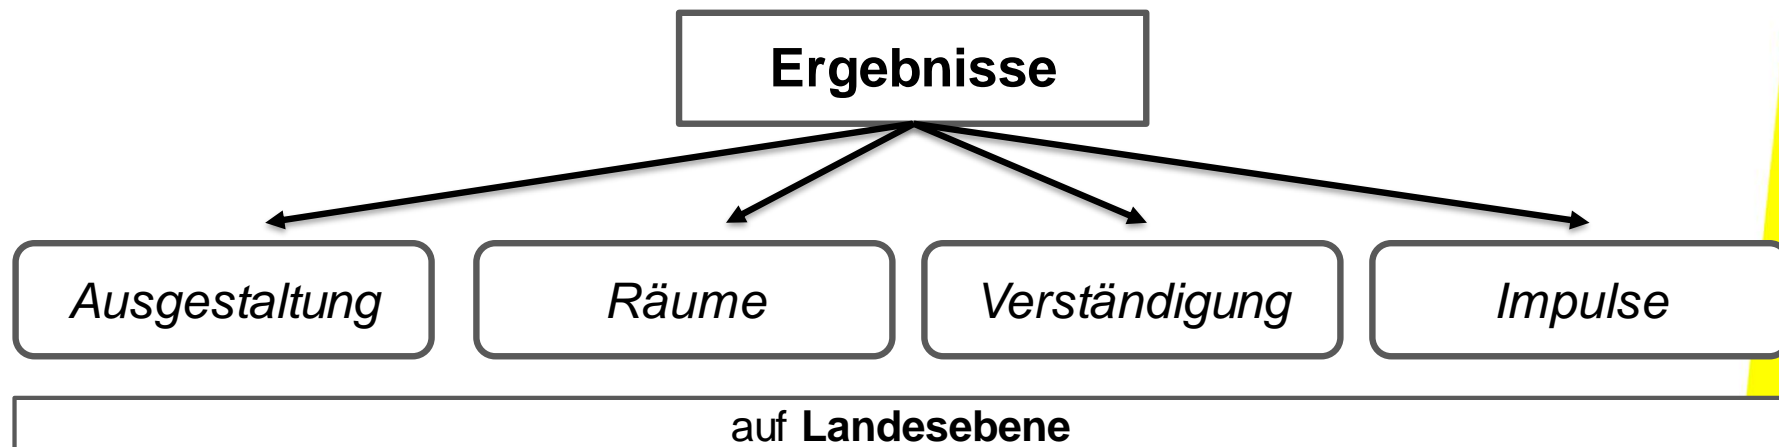 Ergebnisse
Ausgestaltung Räume Verständigung Impulse
auf Landesebene